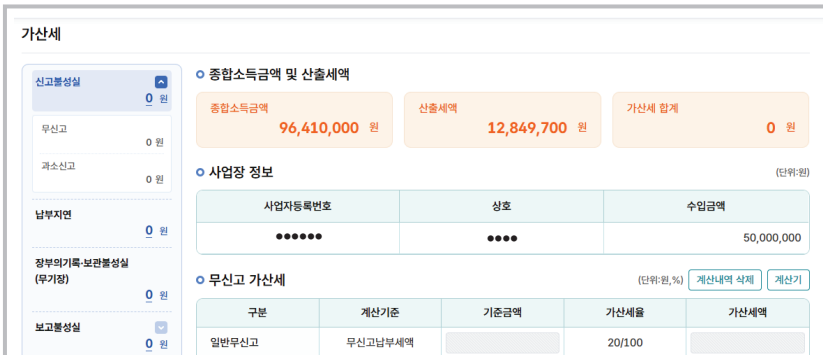 가산세
신고불성실
0 원
무신고
0 원
과소신고
0 원
납부지연
0 원
장부의기록·보관불성실
(무기장)
0 원
보고불성실
0 원
종합소득금액 및 산출세액
종합소득금액
96,410,000 원
산출세액
12,849,700 원
가산세 합계
0 원
사업장 정보 (단위:원)
사업자등록번호 상호 수입금액
●●●●●● ●●●● 50,000,000
무신고 가산세 (단위:원,%) 계산내역 삭제 계산기
구분 계산기준 기준금액 가산세율 가산세액
일반무신고 무신고납부세액 20/100